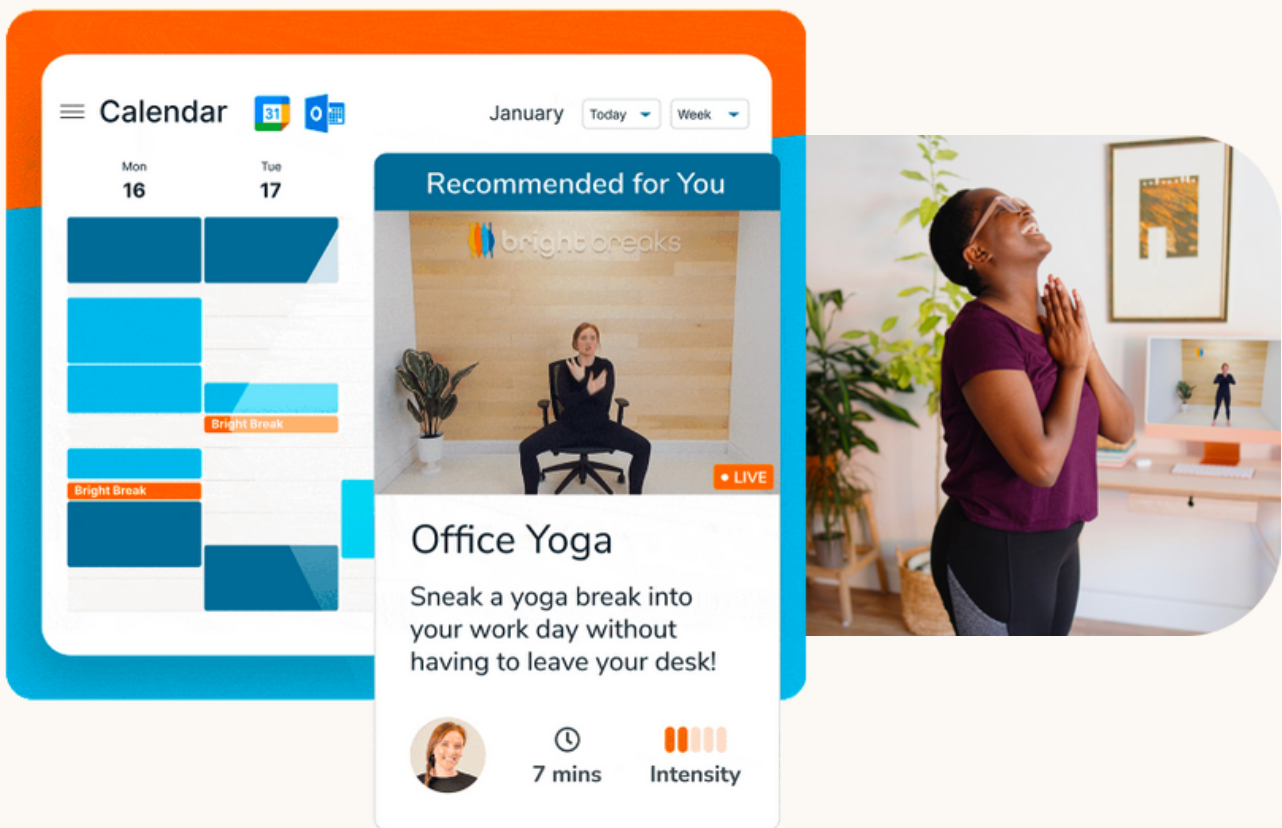 Calendar
31
O
January
Today
Week
Mon
16
Tue
17
Bright Break
Bright Break
Recommended for You
bright breaks
LIVE
Office Yoga
Sneak a yoga break into
your work day without
having to leave your desk!
7 mins
Intensity